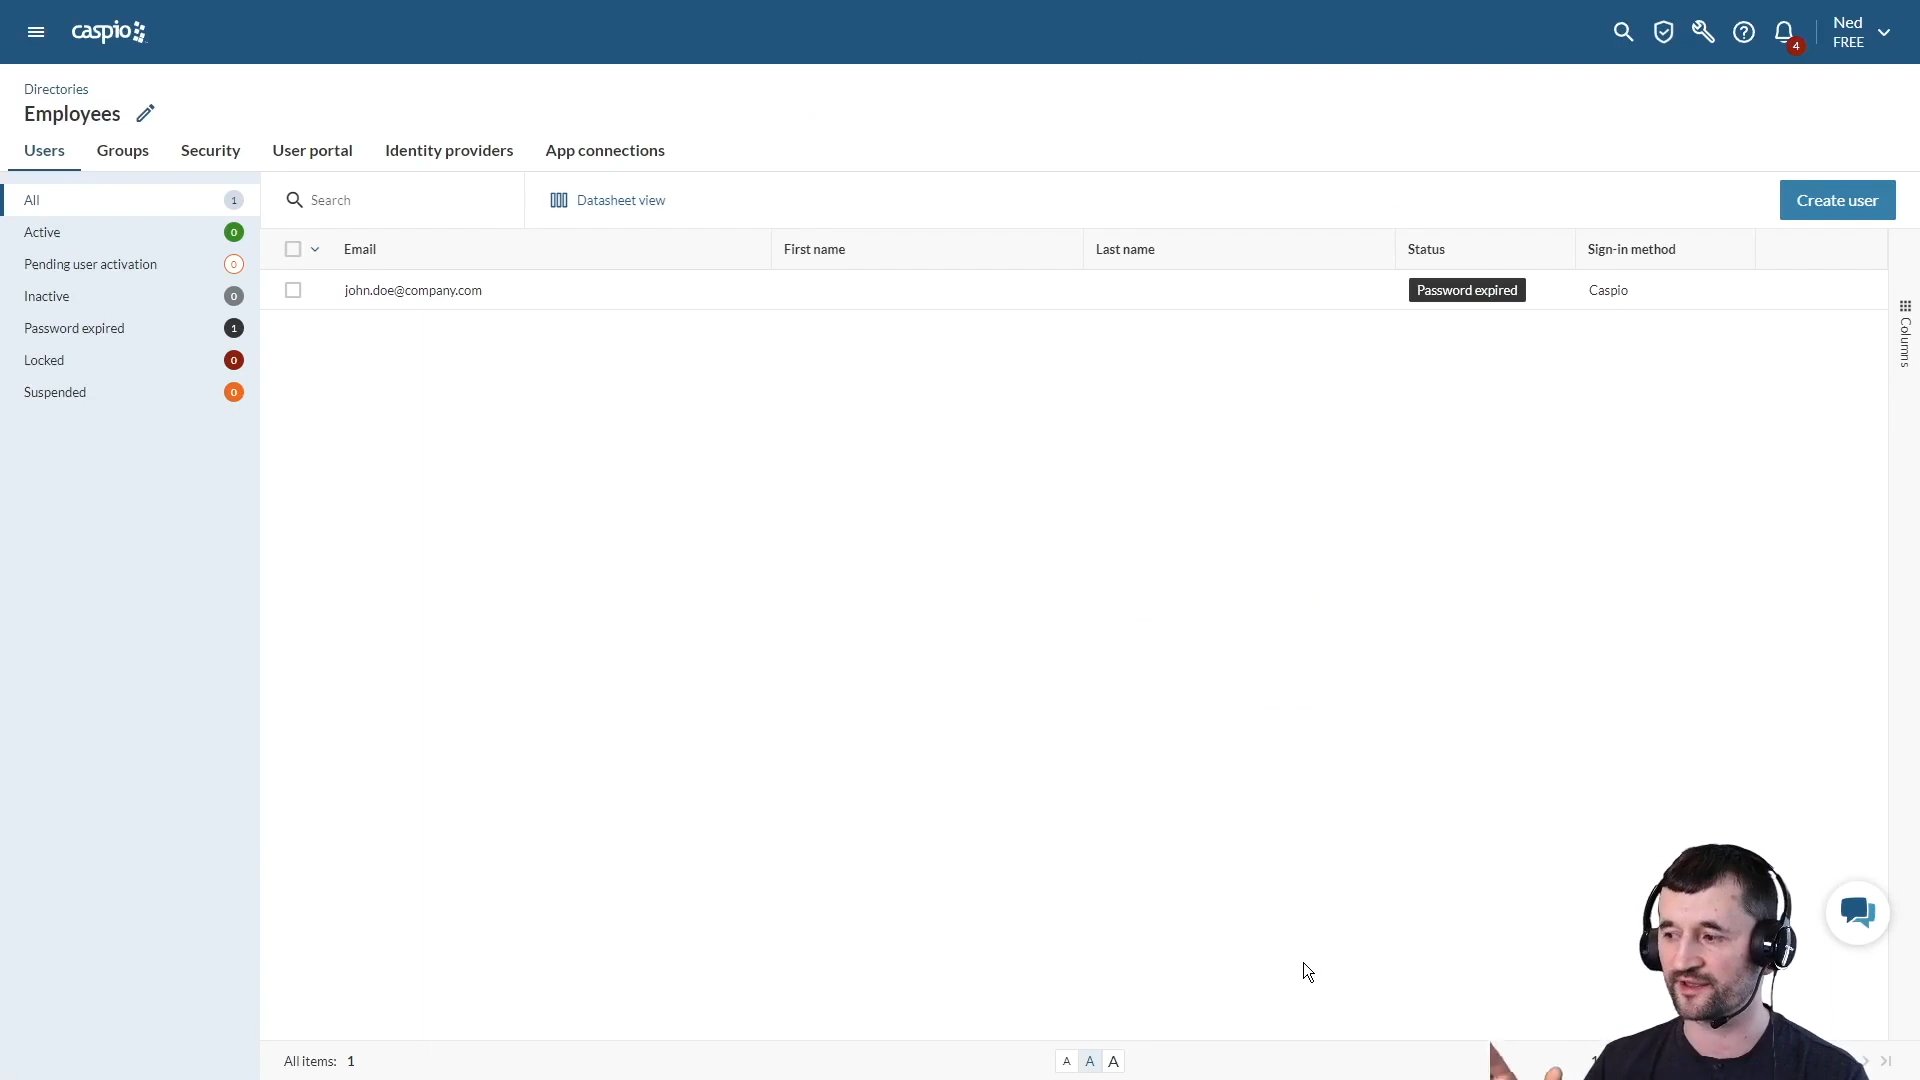 caspio
Ned
FREE
4
Directories
Employees
Users
Groups
Security
User portal
Identity providers
App connections
All 1
Active 0
Pending user activation 0
Inactive 0
Password expired 1
Locked 0
Suspended 0
Search
Datasheet view
Create user
Email
First name
Last name
Status
Sign-in method
john.doe@company.com
Password expired
Caspio
Columns
All items: 1
A A A